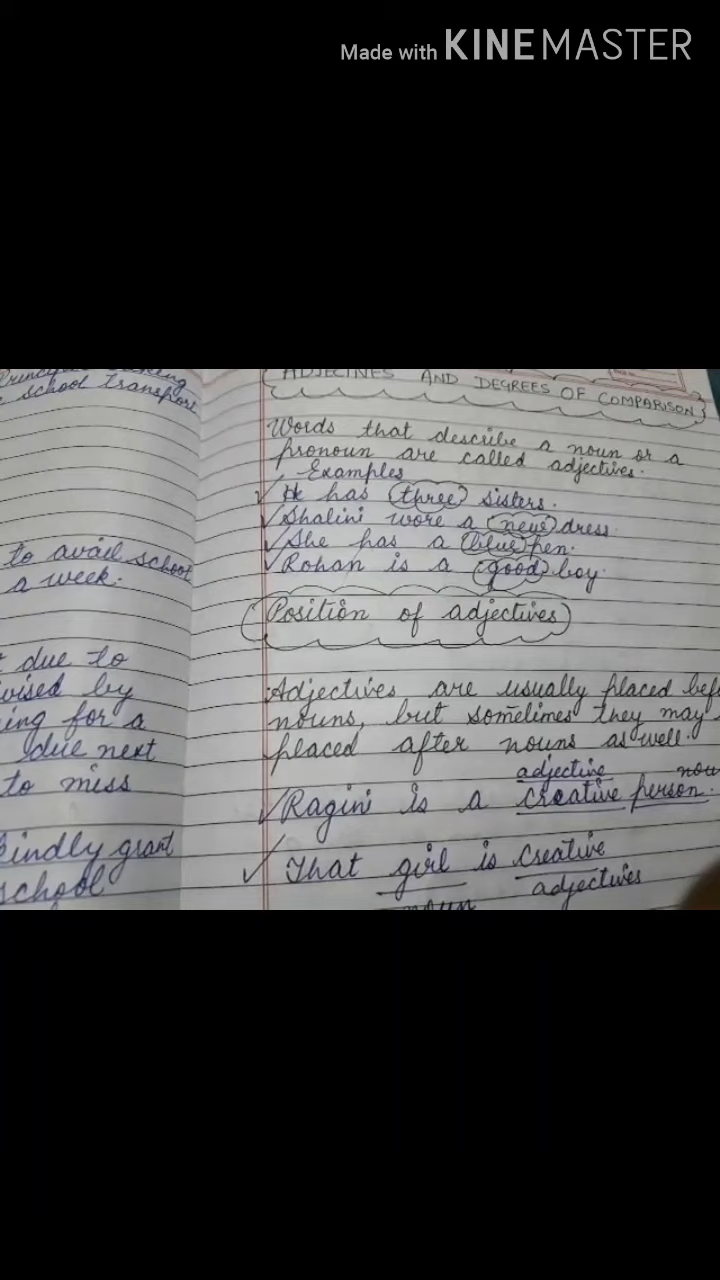 Made with KINEMASTER
school transport
to avail school
a week.
due to
by
ing for a
due next
to miss
kindly grant
school
ADJECTIVES AND DEGREES OF COMPARISON
Words that describe a noun or a
pronoun are called adjectives.
Examples
He has three sisters.
Shalini wore a new dress.
She has a blue pen.
Rohan is a good boy.
Position of adjectives
Adjectives are usually placed bef
nouns, but sometimes they may
placed after nouns as well.
adjective nou
Ragini is a creative person.
That girl is creative
noun adjectives